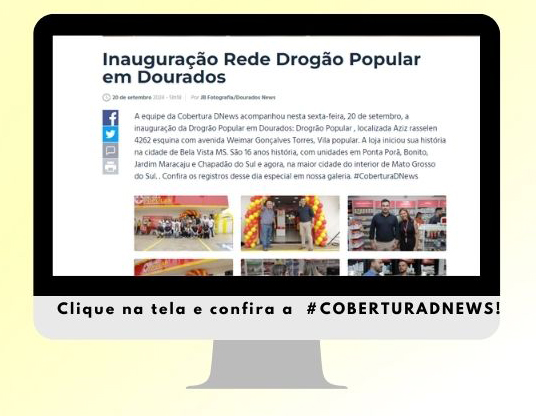 Inauguração Rede Drogão Popular
em Dourados
20 de setembro 2024 - 18h18 Por JB Fotografia/Dourados News
A equipe da Cobertura DNews acompanhou nesta sexta-feira, 20 de setembro, a
inauguração da Drogão Popular em Dourados: Drogão Popular , localizada Aziz rasselen
4262 esquina com avenida Weimar Gonçalves Torres, Vila popular. A loja iniciou sua história
na cidade de Bela Vista MS. São 16 anos história, com unidades em Ponta Porã, Bonito,
Jardim Maracaju e Chapadão do Sul e agora, na maior cidade do interior de Mato Grosso
do Sul. . Confira os registros desse dia especial em nossa galeria. #CoberturaDNews
Clique na tela e confira a #COBERTURADNEWS!